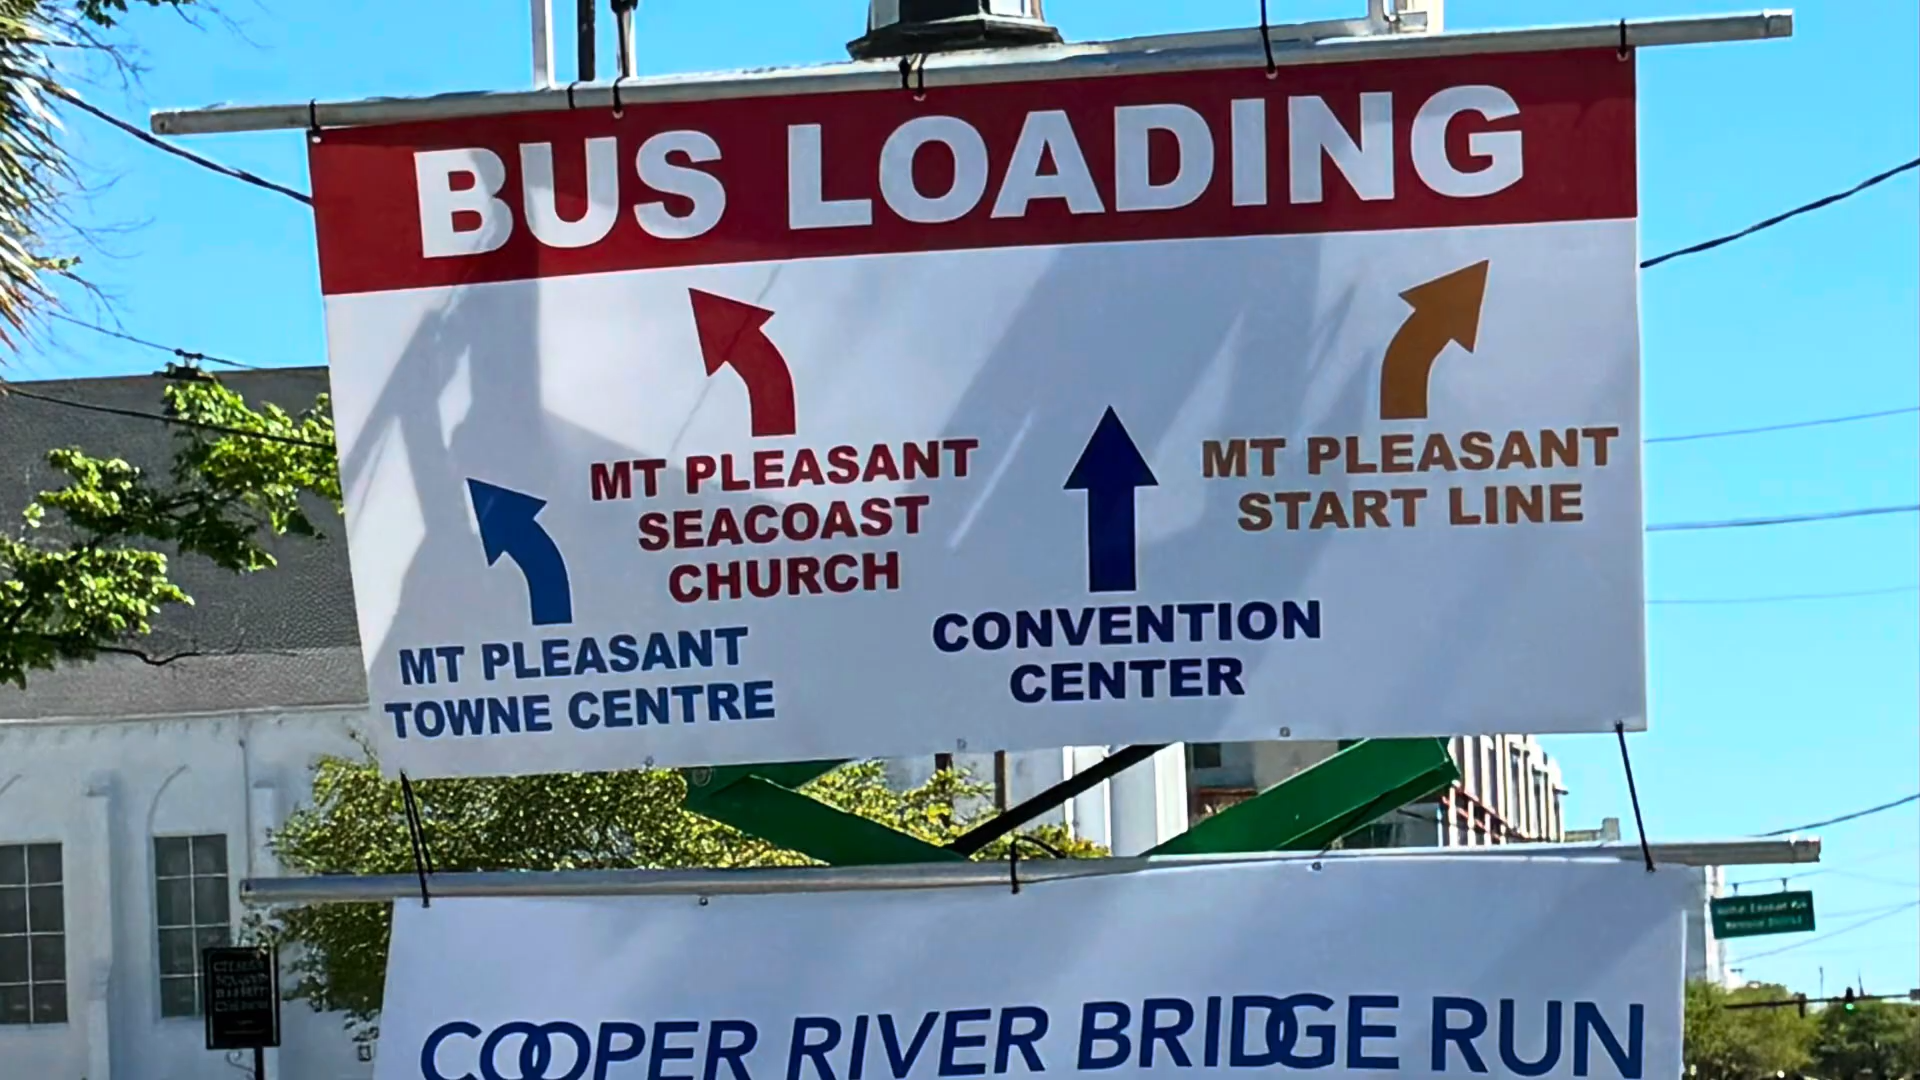 BUS LOADING
MT PLEASANT
SEACOAST
CHURCH
MT PLEASANT
START LINE
MT PLEASANT
TOWNE CENTRE
CONVENTION
CENTER
COOPER RIVER BRIDGE RUN